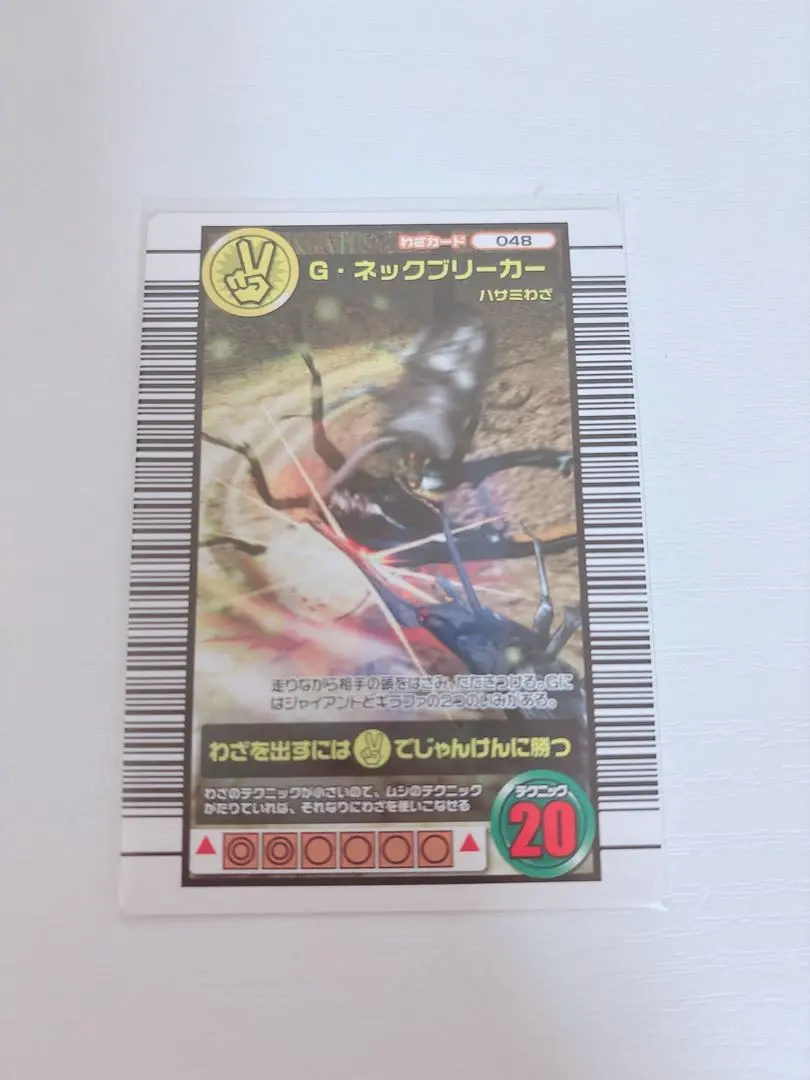 わざカード 048
G・ネックブリーカー
ハサミわざ
走りながら相手の頭をはさみ、たたきつける。Gに
はジャイアントとギラファの2つのいみがある。
わざを出すには でじゃんけんに勝つ
わざのテクニックが小さいので、ムシのテクニック
がたりていれば、それなりにわざを使いこなせる
テクニック
20